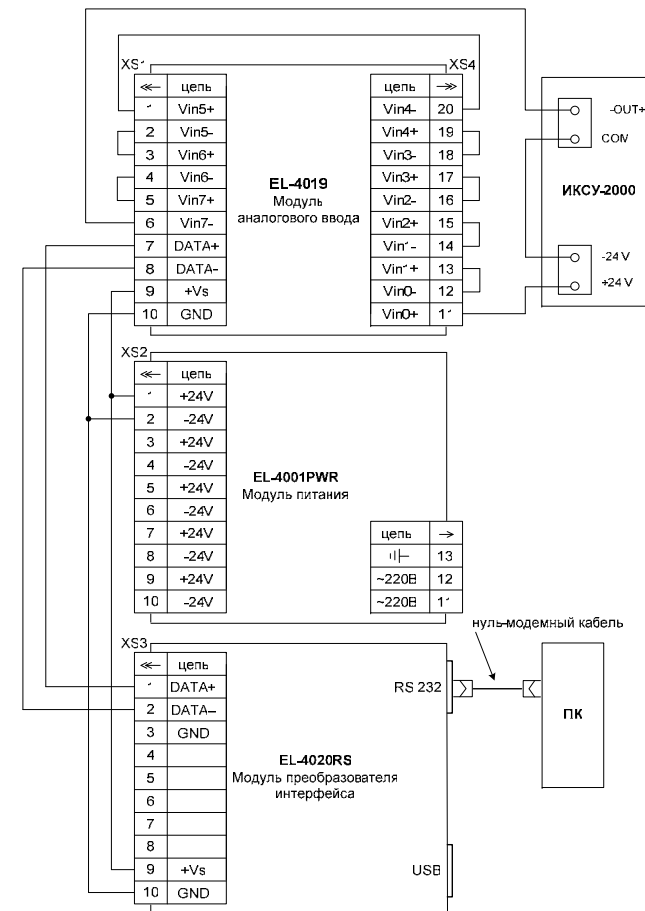 XS1
XS4
цепь
1 Vin5+
2 Vin5-
3 Vin6+
4 Vin6-
5 Vin7+
6 Vin7-
7 DATA+
8 DATA-
9 +Vs
10 GND
EL-4019
Модуль
аналогового ввода
цепь
Vin4- 20
Vin4+ 19
Vin3- 18
Vin3+ 17
Vin2- 16
Vin2+ 15
Vin1- 14
Vin1+ 13
Vin0- 12
Vin0+ 11
-OUT+
COM
ИКСУ-2000
-24V
+24V
XS2
цепь
1 +24V
2 -24V
3 +24V
4 -24V
5 +24V
6 -24V
7 +24V
8 -24V
9 +24V
10 -24V
EL-4001PWR
Модуль питания
цепь
13
~220В 12
~220В 11
нуль-модемный кабель
XS3
цепь
1 DATA+
2 DATA–
3 GND
4
5
6
7
8
9 +Vs
10 GND
EL-4020RS
Модуль преобразователя
интерфейса
RS 232
ПК
USB